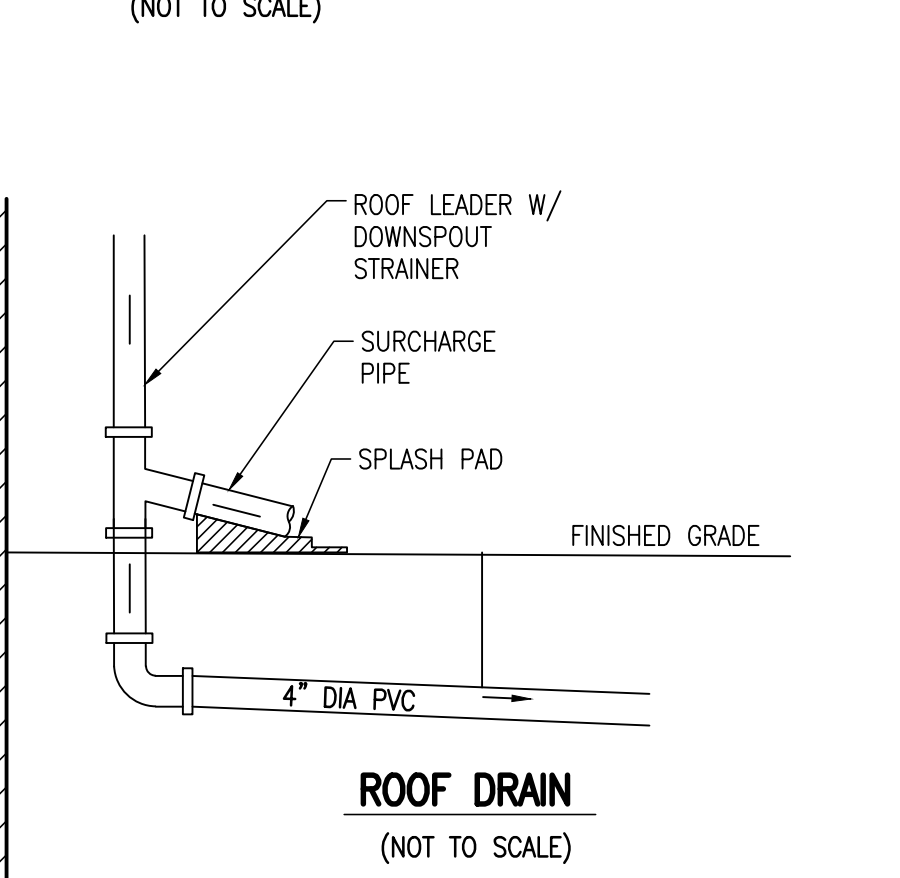 (NOT TO SCALE)
ROOF LEADER W/
DOWNSPOUT
STRAINER
SURCHARGE
PIPE
SPLASH PAD
FINISHED GRADE
4" DIA PVC
ROOF DRAIN
(NOT TO SCALE)